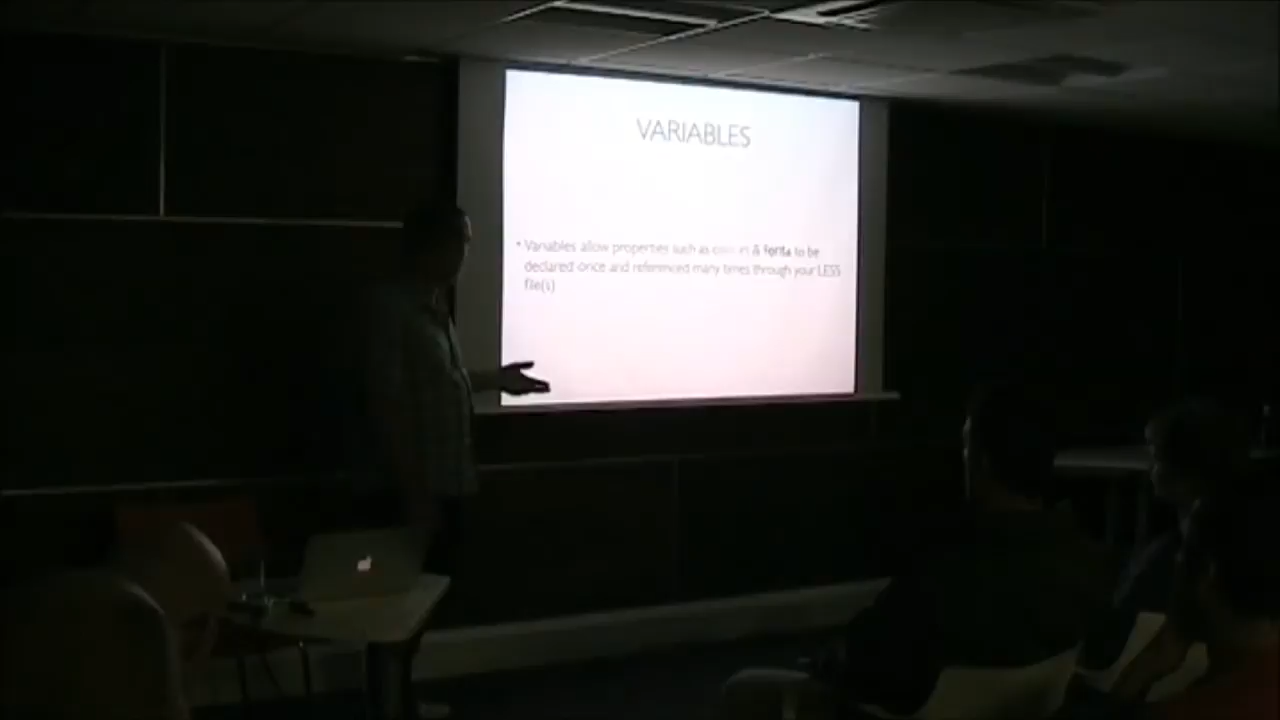 VARIABLES
• Variables allow properties such as & fonts to be
declared once and referenced many times through your LESS
file(s)